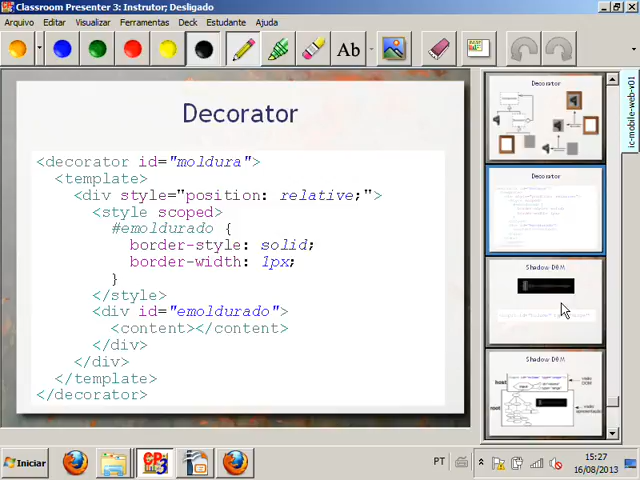 Classroom Presenter 3: Instrutor; Desligado
Arquivo Editar Visualizar Ferramentas Deck Estudante Ajuda
Ab
Decorator
<decorator id="moldura">
<template>
<div style="position: relative;">
<style scoped>
#emoldurado {
border-style: solid;
border-width: 1px;
}
</style>
<div id="emoldurado">
<content></content>
</div>
</div>
</template>
</decorator>
Decorator
Decorator
Shadow DOM
Shadow DOM
host
root
ic-mobile-web-v01
Iniciar
CP3
PT
15:27
16/08/2013